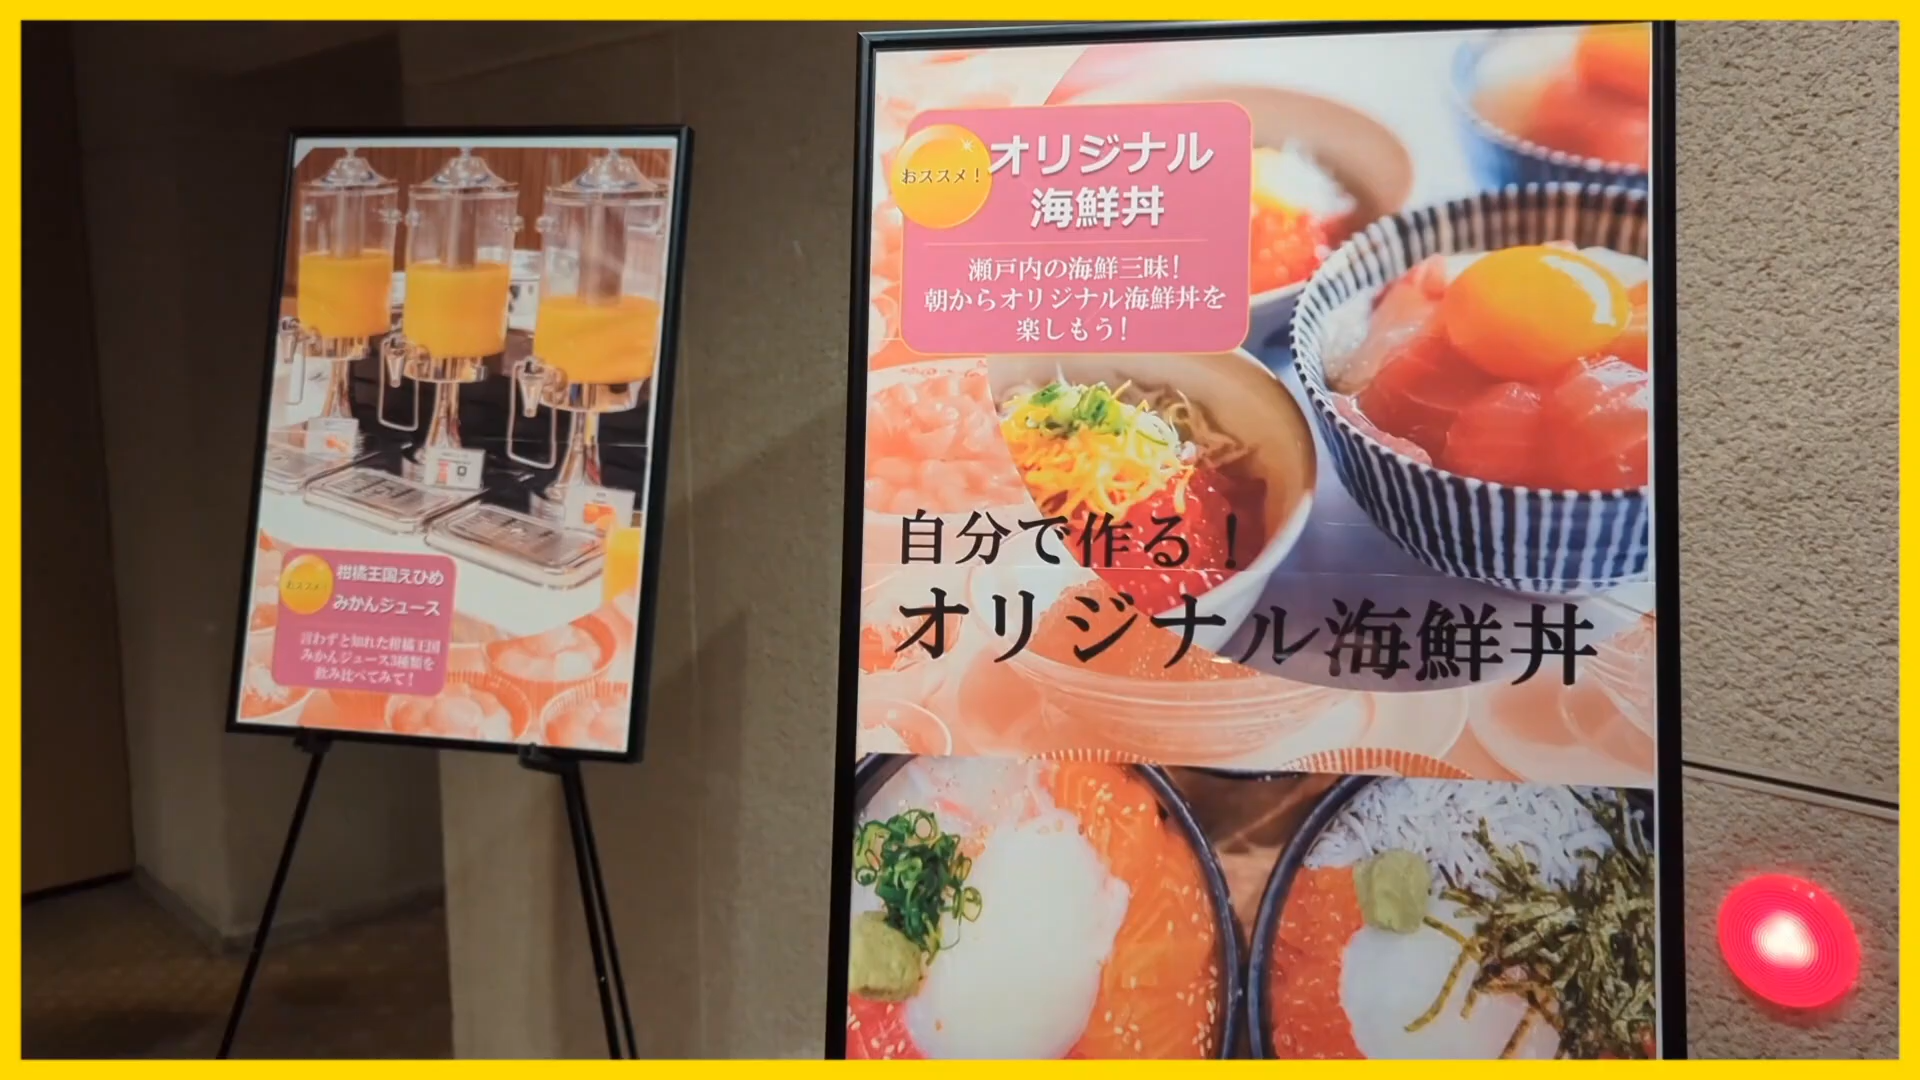 おススメ！
柑橘王国えひめ
みかんジュース
言わずと知れた柑橘王国
みかんジュース3種類を
飲み比べてみて！
おススメ！
オリジナル
海鮮丼
瀬戸内の海鮮三昧！
朝からオリジナル海鮮丼を
楽しもう！
自分で作る！
オリジナル海鮮丼